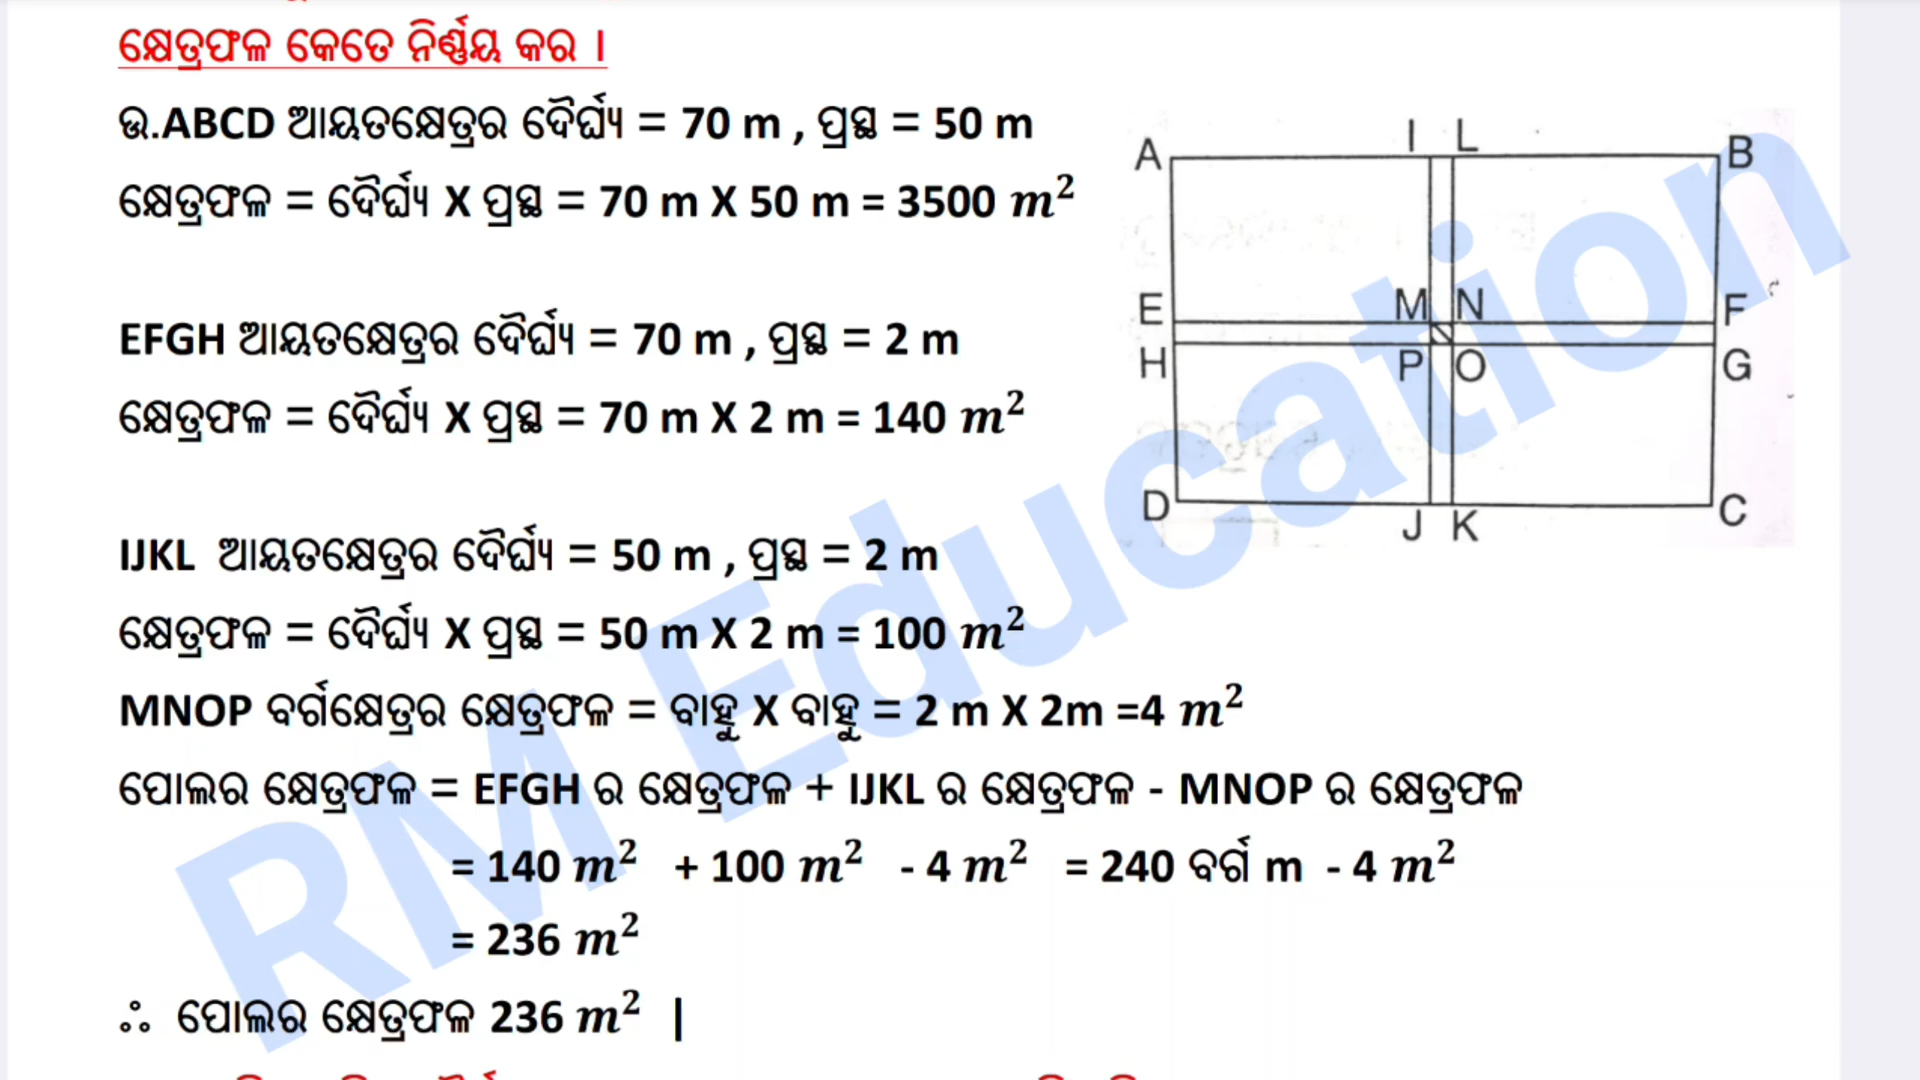 କ୍ଷେତ୍ରଫଳ କେତେ ନିର୍ଣ୍ଣୟ କର ।
ଉ.ABCD ଆୟତକ୍ଷେତ୍ରର ଦୈର୍ଘ୍ୟ = 70 m , ପ୍ରସ୍ଥ = 50 m
କ୍ଷେତ୍ରଫଳ = ଦୈର୍ଘ୍ୟ X ପ୍ରସ୍ଥ = 70 m X 50 m = 3500 m²
EFGH ଆୟତକ୍ଷେତ୍ରର ଦୈର୍ଘ୍ୟ = 70 m , ପ୍ରସ୍ଥ = 2 m
କ୍ଷେତ୍ରଫଳ = ଦୈର୍ଘ୍ୟ X ପ୍ରସ୍ଥ = 70 m X 2 m = 140 m²
IJKL ଆୟତକ୍ଷେତ୍ରର ଦୈର୍ଘ୍ୟ = 50 m , ପ୍ରସ୍ଥ = 2 m
କ୍ଷେତ୍ରଫଳ = ଦୈର୍ଘ୍ୟ X ପ୍ରସ୍ଥ = 50 m X 2 m = 100 m²
MNOP ବର୍ଗକ୍ଷେତ୍ରର କ୍ଷେତ୍ରଫଳ = ବାହୁ X ବାହୁ = 2 m X 2m =4 m²
ପୋଲର କ୍ଷେତ୍ରଫଳ = EFGH ର କ୍ଷେତ୍ରଫଳ + IJKL ର କ୍ଷେତ୍ରଫଳ - MNOP ର କ୍ଷେତ୍ରଫଳ
= 140 m² + 100 m² - 4 m² = 240 ବର୍ଗ m - 4 m²
= 236 m²
ஃ ପୋଲର କ୍ଷେତ୍ରଫଳ 236 m² |
A I L B
E M N F
H P O G
D J K C
RM Education